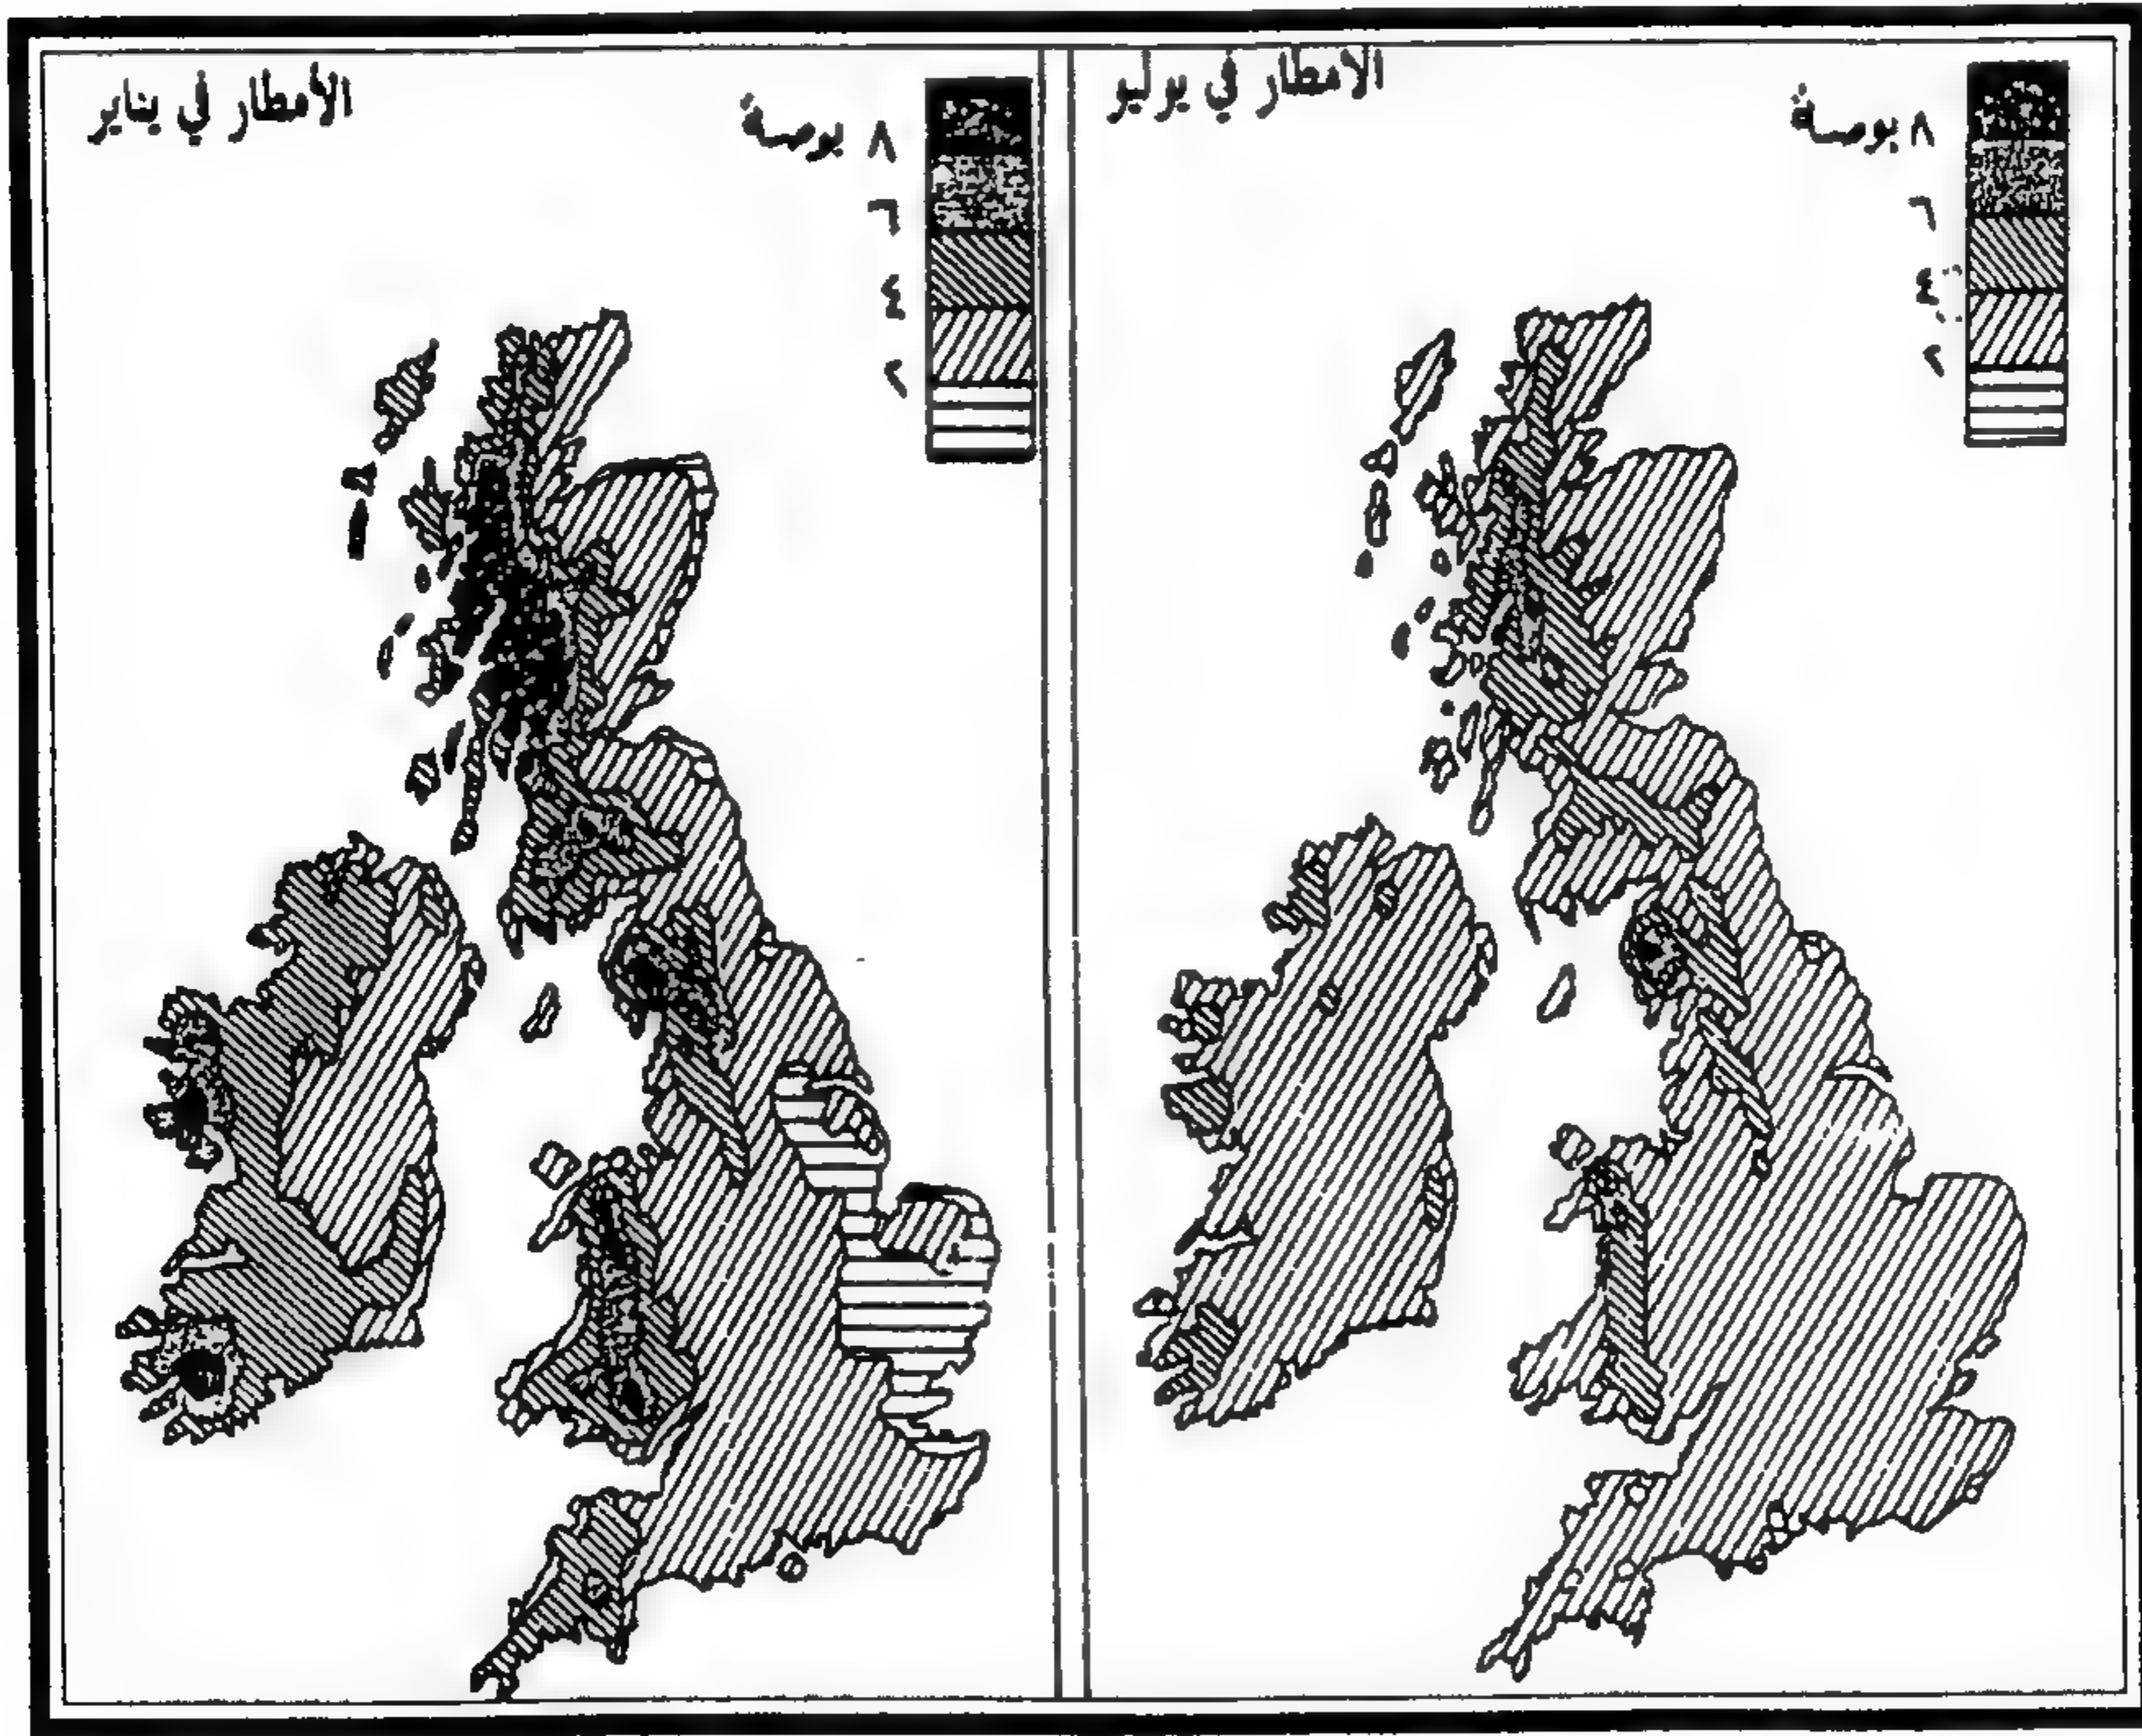 الأمطار في يناير
٨ بوصة
٦
٤
٢
الأمطار في يوليو
٨ بوصة
٦
٤
٢